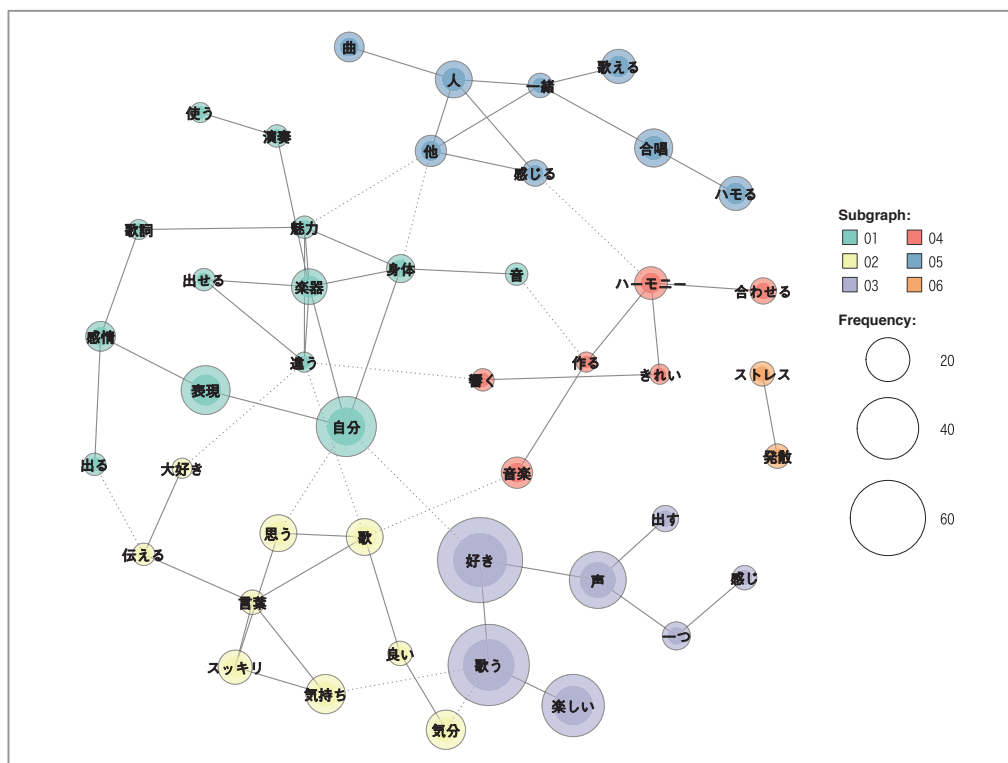 曲
人
一緒
歌える
使う
演奏
他
感じる
合唱
ハモる
歌詞
魅力
出せる
楽器
身体
音
ハーモニー
合わせる
感情
違う
作る
表現
響く
きれい
ストレス
自分
出る
大好き
音楽
発散
思う
歌
伝える
好き
出す
声
感じ
言葉
一つ
スッキリ
良い
歌う
気持ち
楽しい
気分
Subgraph:
01 04
02 05
03 06
Frequency:
20
40
60